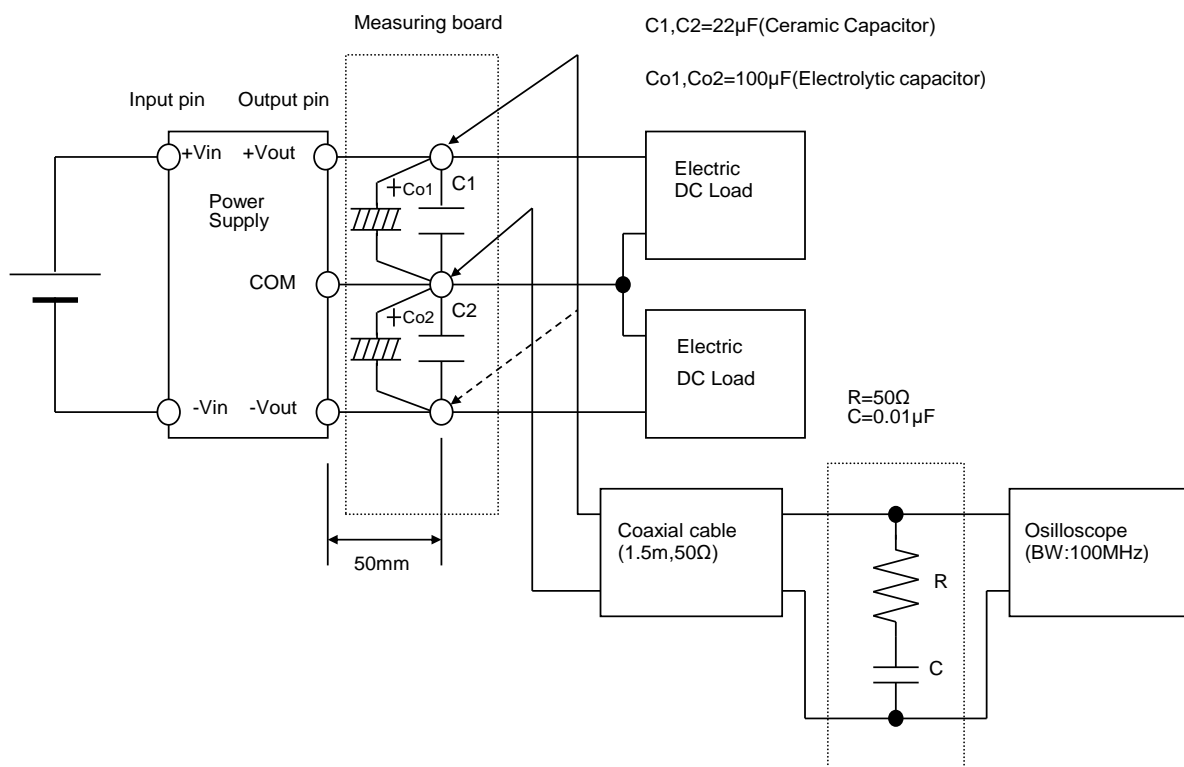 Measuring board
C1,C2=22µF(Ceramic Capacitor)
Co1,Co2=100µF(Electrolytic capacitor)
Input pin
Output pin
+Vin
+Vout
Power
Supply
COM
-Vin
-Vout
+Co1
C1
+Co2
C2
Electric
DC Load
Electric
DC Load
R=50Ω
C=0.01µF
50mm
Coaxial cable
(1.5m,50Ω)
R
C
Osilloscope
(BW:100MHz)